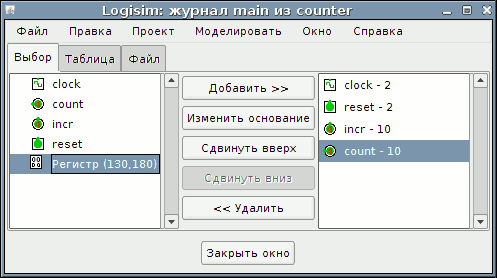 Logisim: журнал main из counter
Файл Правка Проект Моделировать Окно Справка
Выбор Таблица Файл
clock
count
incr
reset
Регистр (130,180)
Добавить >>
Изменить основание
Сдвинуть вверх
Сдвинуть вниз
<< Удалить
clock - 2
reset - 2
incr - 10
count - 10
Закрыть окно